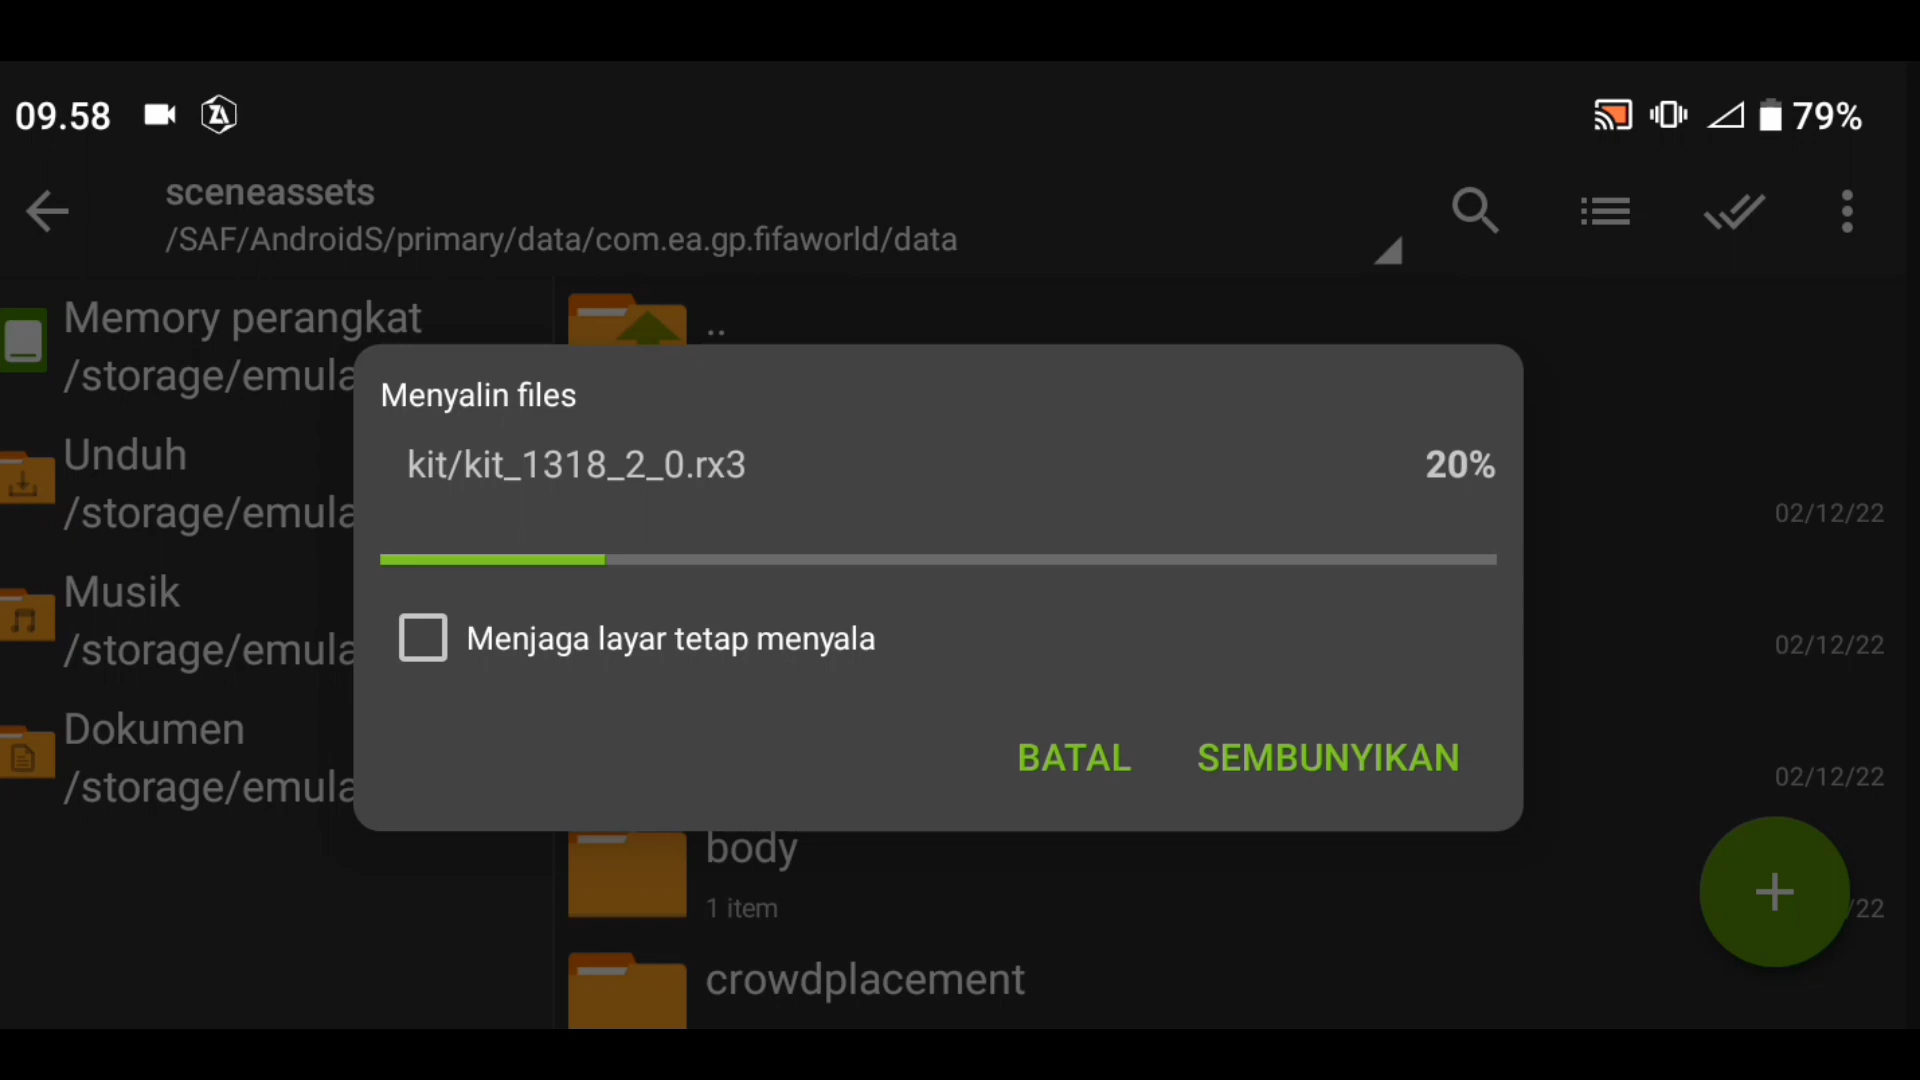 09.58
79%
sceneassets
/SAF/AndroidS/primary/data/com.ea.gp.fifaworld/data
Memory perangkat
/storage/emula
Unduh
/storage/emula
Musik
/storage/emula
Dokumen
/storage/emula
..
Menyalin files
kit/kit_1318_2_0.rx3
20%
Menjaga layar tetap menyala
BATAL
SEMBUNYIKAN
02/12/22
02/12/22
02/12/22
body
1 item
/22
crowdplacement